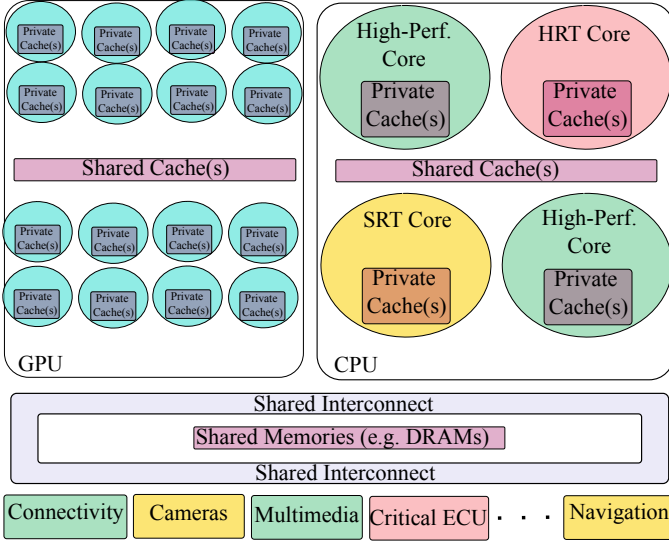 Private
Cache(s)
Private
Cache(s)
Private
Cache(s)
Private
Cache(s)
Private
Cache(s)
Private
Cache(s)
Private
Cache(s)
Private
Cache(s)
Shared Cache(s)
Private
Cache(s)
Private
Cache(s)
Private
Cache(s)
Private
Cache(s)
Private
Cache(s)
Private
Cache(s)
Private
Cache(s)
Private
Cache(s)
GPU
High-Perf.
Core
Private
Cache(s)
HRT Core
Private
Cache(s)
Shared Cache(s)
SRT Core
Private
Cache(s)
High-Perf.
Core
Private
Cache(s)
CPU
Shared Interconnect
Shared Memories (e.g. DRAMs)
Shared Interconnect
Connectivity
Cameras
Multimedia
Critical ECU
. . .
Navigation